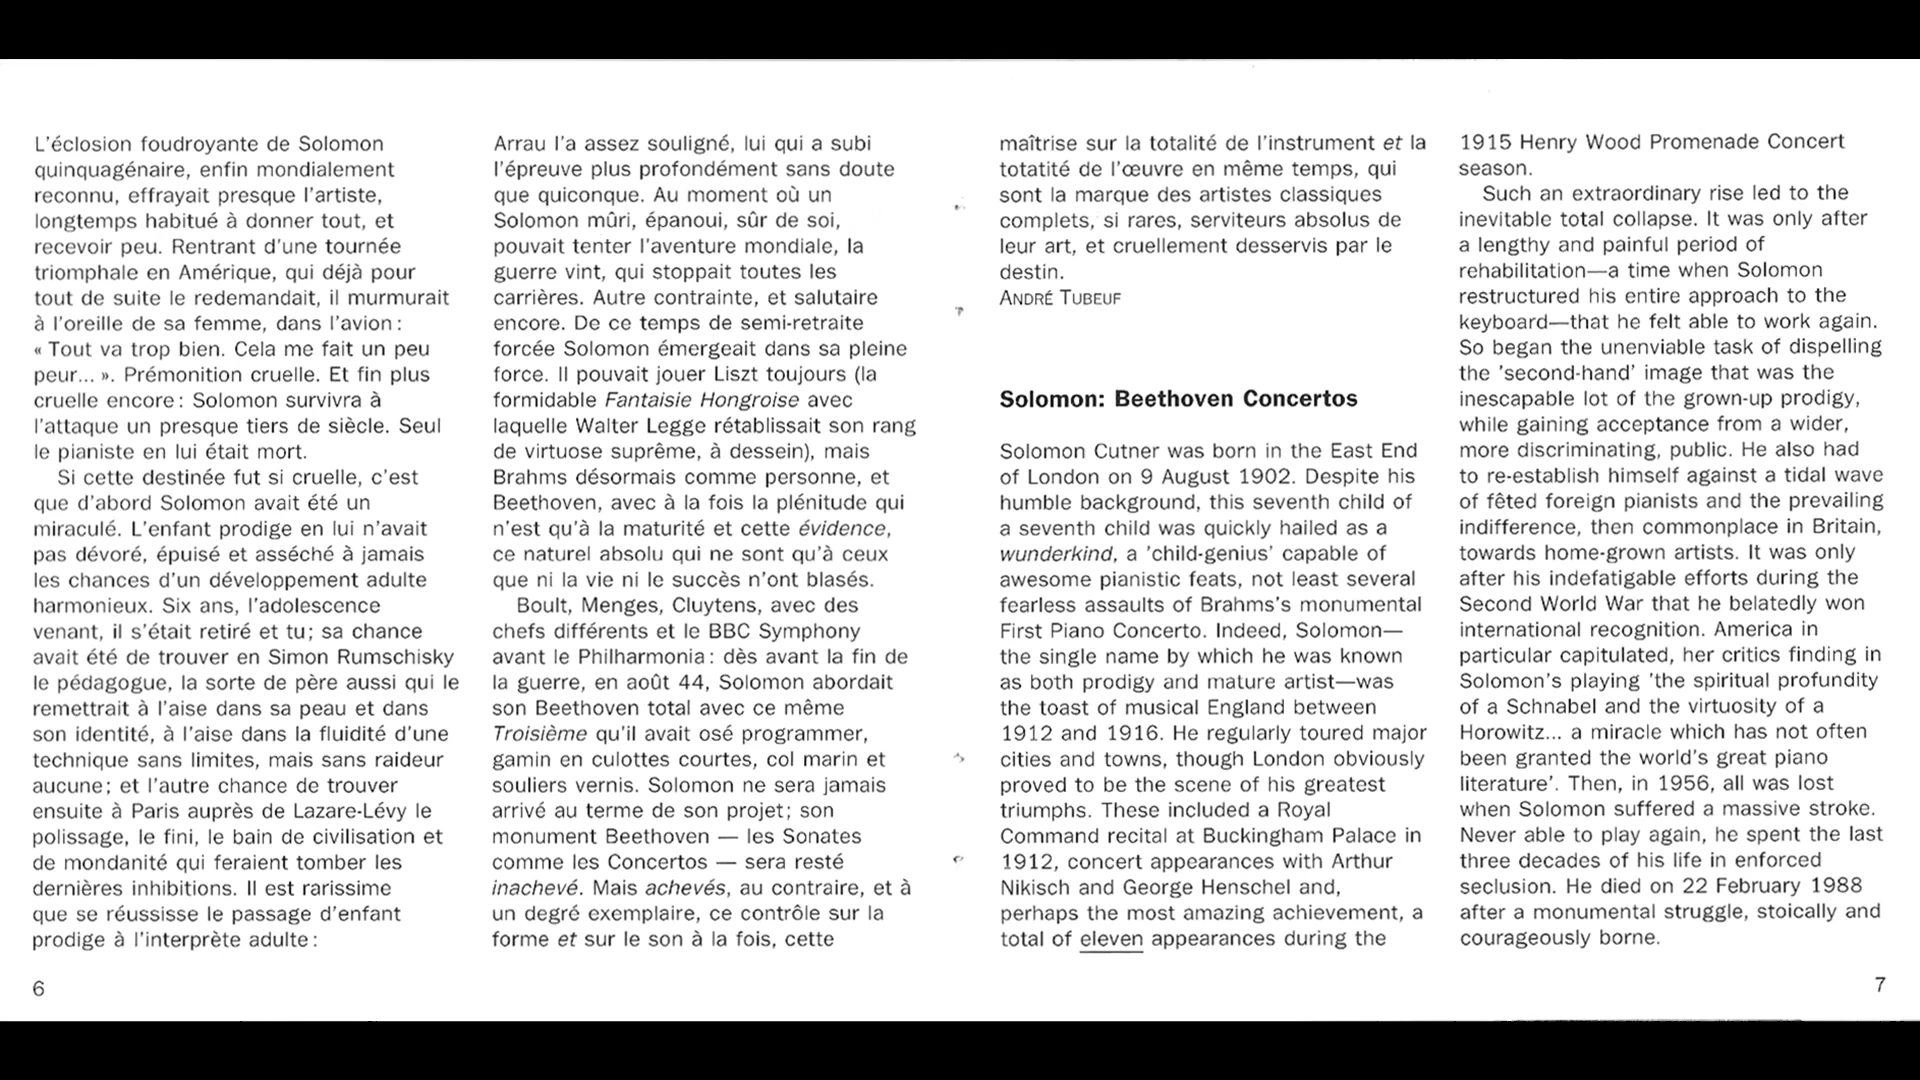 L'éclosion foudroyante de Solomon
quinquagénaire, enfin mondialement
reconnu, effrayait presque l'artiste,
longtemps habitué à donner tout, et
recevoir peu. Rentrant d'une tournée
triomphale en Amérique, qui déjà pour
tout de suite le redemandait, il murmurait
à l'oreille de sa femme, dans l'avion :
« Tout va trop bien. Cela me fait un peu
peur... ». Prémonition cruelle. Et fin plus
cruelle encore : Solomon survivra à
l'attaque un presque tiers de siècle. Seul
le pianiste en lui était mort.
Si cette destinée fut si cruelle, c'est
que d'abord Solomon avait été un
miraculé. L'enfant prodige en lui n'avait
pas dévoré, épuisé et asséché à jamais
les chances d'un développement adulte
harmonieux. Six ans, l'adolescence
venant, il s'était retiré et tu ; sa chance
avait été de trouver en Simon Rumschisky
le pédagogue, la sorte de père aussi qui le
remettrait à l'aise dans sa peau et dans
son identité, à l'aise dans la fluidité d'une
technique sans limites, mais sans raideur
aucune ; et l'autre chance de trouver
ensuite à Paris auprès de Lazare-Lévy le
polissage, le fini, le bain de civilisation et
de mondanité qui feraient tomber les
dernières inhibitions. Il est rarissime
que se réussisse le passage d'enfant
prodige à l'interprète adulte :
6
Arrau l'a assez souligné, lui qui a subi
l'épreuve plus profondément sans doute
que quiconque. Au moment où un
Solomon mûri, épanoui, sûr de soi,
pouvait tenter l'aventure mondiale, la
guerre vint, qui stoppait toutes les
carrières. Autre contrainte, et salutaire
encore. De ce temps de semi-retraite
forcée Solomon émergeait dans sa pleine
force. Il pouvait jouer Liszt toujours (la
formidable Fantaisie Hongroise avec
laquelle Walter Legge rétablissait son rang
de virtuose suprême, à dessein), mais
Brahms désormais comme personne, et
Beethoven, avec à la fois la plénitude qui
n'est qu'à la maturité et cette évidence,
ce naturel absolu qui ne sont qu'à ceux
que ni la vie ni le succès n'ont blasés.
Boult, Menges, Cluytens, avec des
chefs différents et le BBC Symphony
avant le Philharmonia : dès avant la fin de
la guerre, en août 44, Solomon abordait
son Beethoven total avec ce même
Troisième qu'il avait osé programmer,
gamin en culottes courtes, col marin et
souliers vernis. Solomon ne sera jamais
arrivé au terme de son projet ; son
monument Beethoven — les Sonates
comme les Concertos — sera resté
inachevé. Mais achevés, au contraire, et à
un degré exemplaire, ce contrôle sur la
forme et sur le son à la fois, cette
maîtrise sur la totalité de l'instrument et la
totatité de l'œuvre en même temps, qui
sont la marque des artistes classiques
complets, si rares, serviteurs absolus de
leur art, et cruellement desservis par le
destin.
ANDRÉ TUBEUF
Solomon: Beethoven Concertos
Solomon Cutner was born in the East End
of London on 9 August 1902. Despite his
humble background, this seventh child of
a seventh child was quickly hailed as a
wunderkind, a 'child-genius' capable of
awesome pianistic feats, not least several
fearless assaults of Brahms's monumental
First Piano Concerto. Indeed, Solomon—
the single name by which he was known
as both prodigy and mature artist—was
the toast of musical England between
1912 and 1916. He regularly toured major
cities and towns, though London obviously
proved to be the scene of his greatest
triumphs. These included a Royal
Command recital at Buckingham Palace in
1912, concert appearances with Arthur
Nikisch and George Henschel and,
perhaps the most amazing achievement, a
total of eleven appearances during the
1915 Henry Wood Promenade Concert
season.
Such an extraordinary rise led to the
inevitable total collapse. It was only after
a lengthy and painful period of
rehabilitation—a time when Solomon
restructured his entire approach to the
keyboard—that he felt able to work again.
So began the unenviable task of dispelling
the 'second-hand' image that was the
inescapable lot of the grown-up prodigy,
while gaining acceptance from a wider,
more discriminating, public. He also had
to re-establish himself against a tidal wave
of fêted foreign pianists and the prevailing
indifference, then commonplace in Britain,
towards home-grown artists. It was only
after his indefatigable efforts during the
Second World War that he belatedly won
international recognition. America in
particular capitulated, her critics finding in
Solomon's playing 'the spiritual profundity
of a Schnabel and the virtuosity of a
Horowitz... a miracle which has not often
been granted the world's great piano
literature'. Then, in 1956, all was lost
when Solomon suffered a massive stroke.
Never able to play again, he spent the last
three decades of his life in enforced
seclusion. He died on 22 February 1988
after a monumental struggle, stoically and
courageously borne.
7